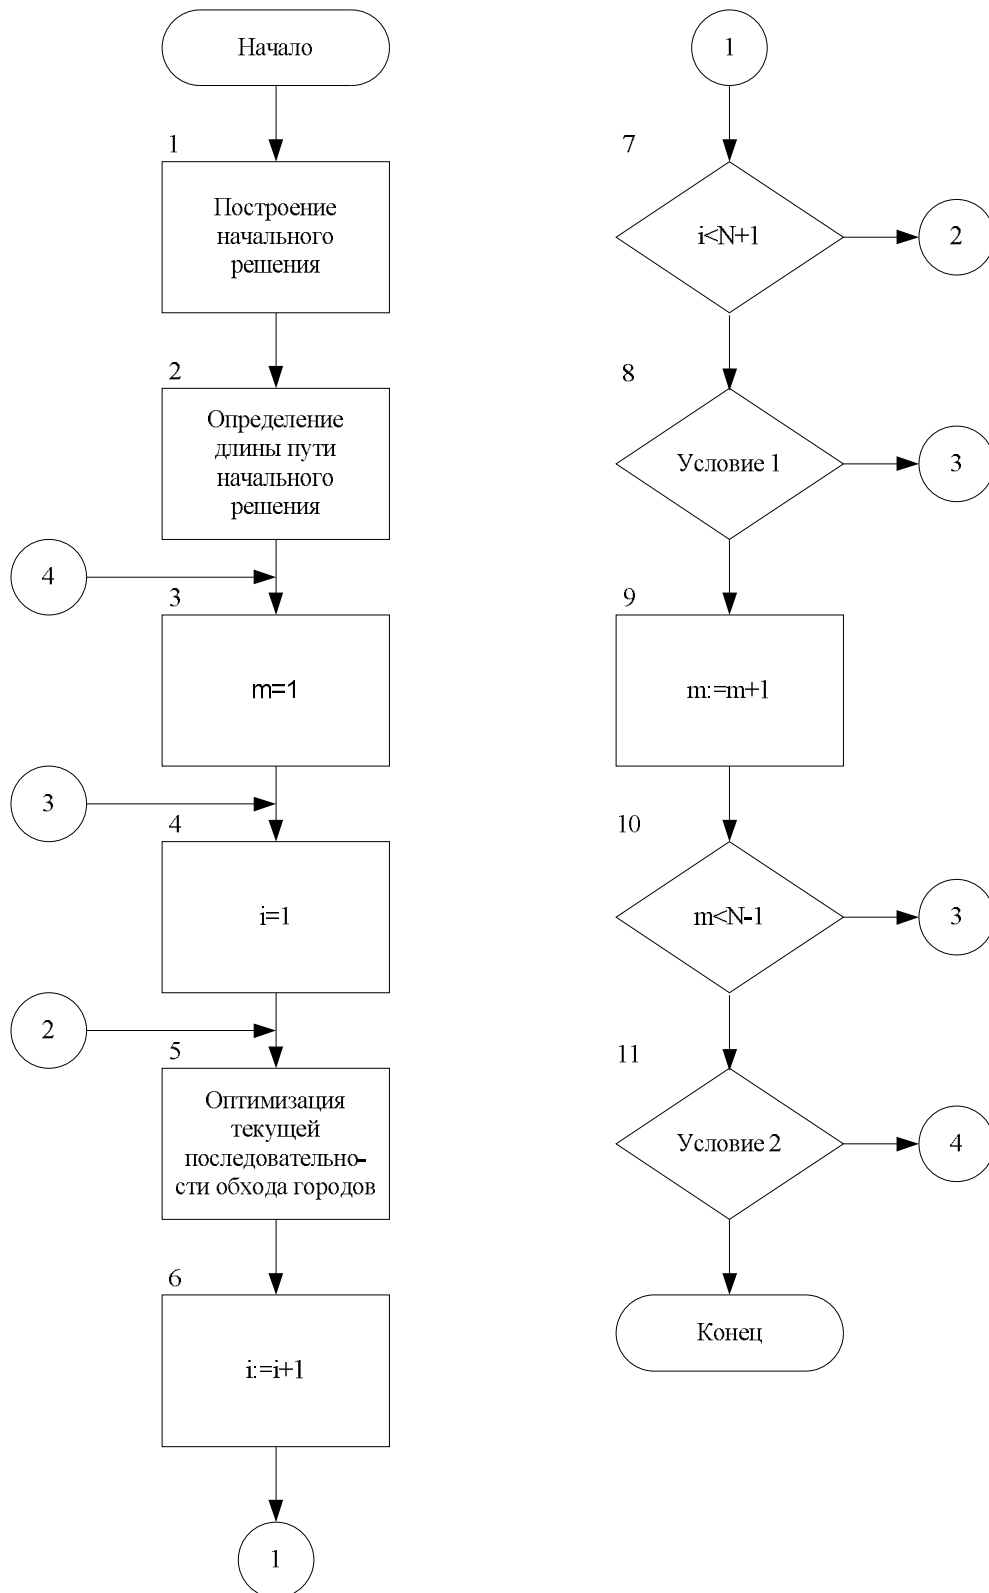 Начало
1
Построение
начального
решения
2
Определение
длины пути
начального
решения
4
3
m=1
3
4
i=1
2
5
Оптимизация
текущей
последовательно-
сти обхода городов
6
i:=i+1
1
1
7
i<N+1
2
8
Условие 1
3
9
m:=m+1
10
m<N-1
3
11
Условие 2
4
Конец